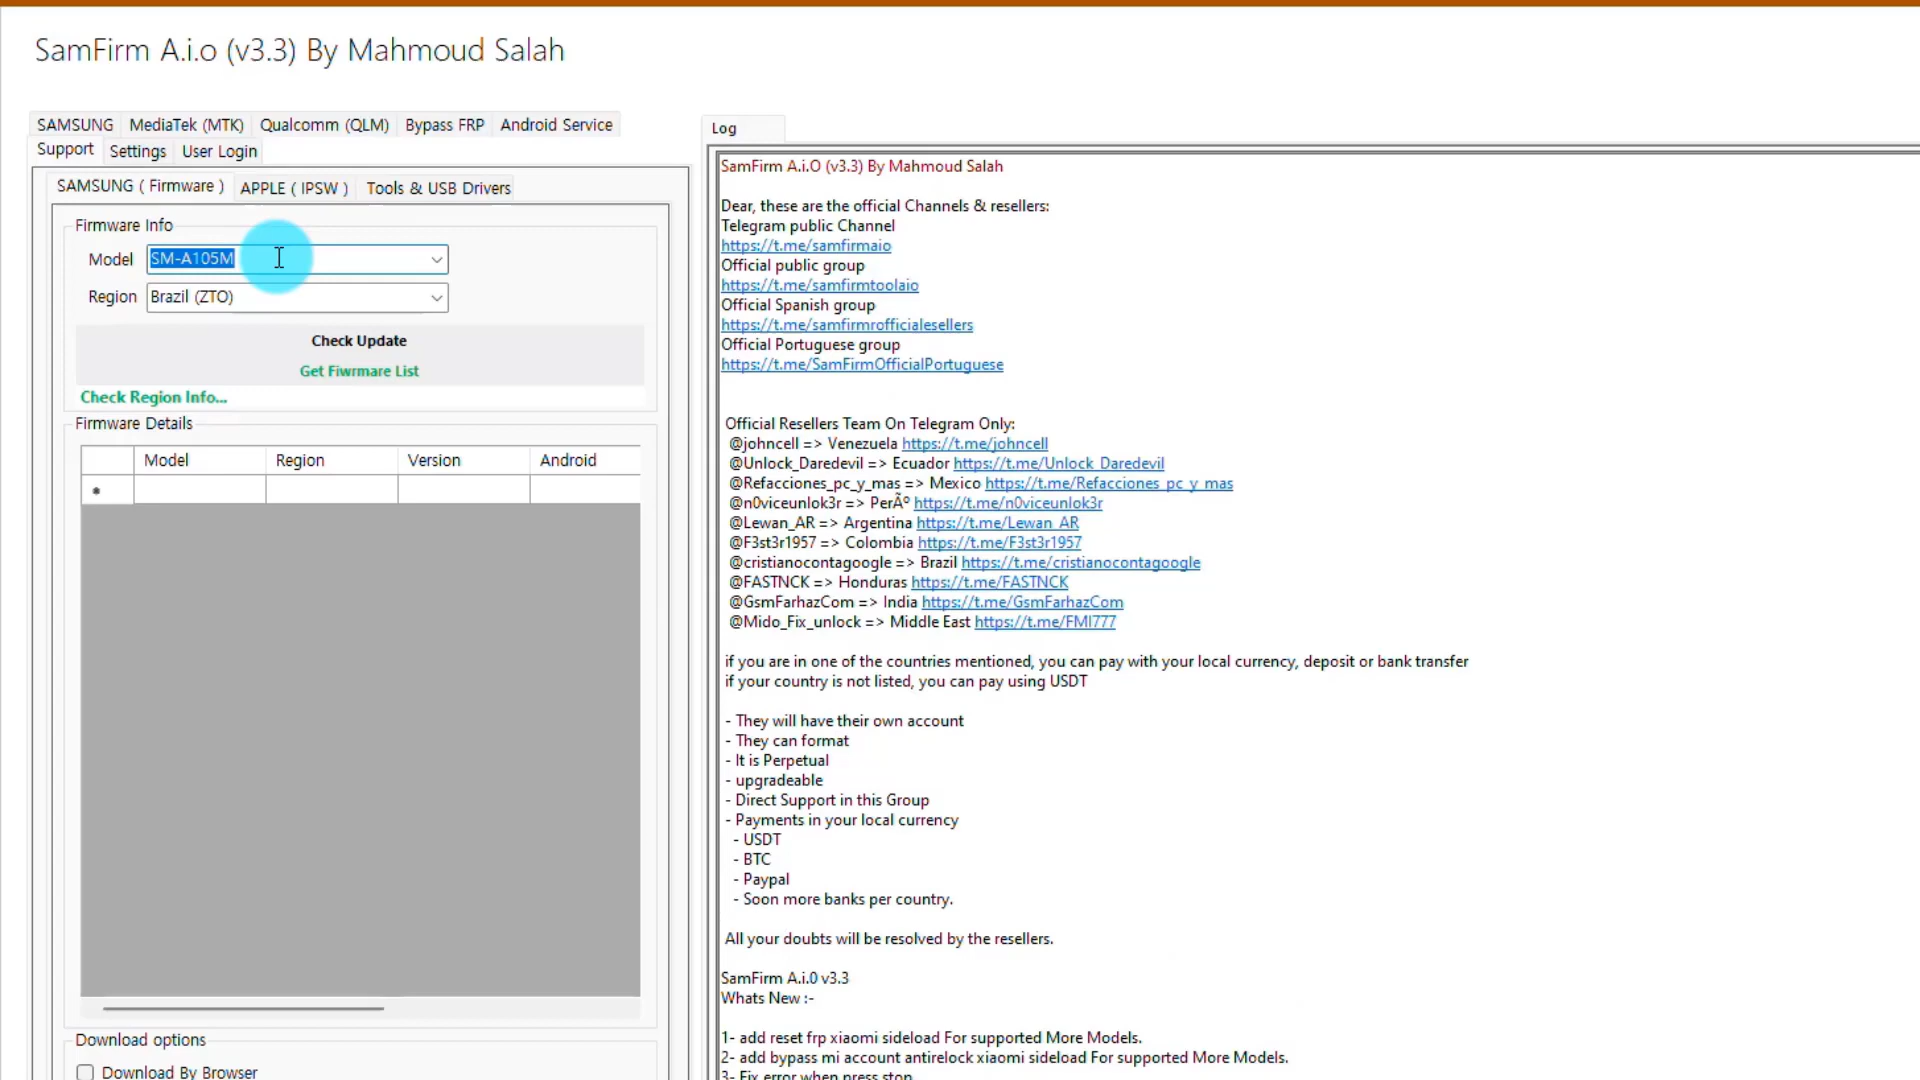 SamFirm A.i.o (v3.3) By Mahmoud Salah
SAMSUNG MediaTek (MTK) Qualcomm (QLM) Bypass FRP Android Service
Support Settings User Login
SAMSUNG ( Firmware ) APPLE ( IPSW ) Tools & USB Drivers
Firmware Info
Model SM-A105M
Region Brazil (ZTO)
Check Update
Get Fiwrmare List
Check Region Info...
Firmware Details
Model Region Version Android
Download options
Download By Browser
Log
SamFirm A.i.O (v3.3) By Mahmoud Salah
Dear, these are the official Channels & resellers:
Telegram public Channel
https://t.me/samfirmaio
Official public group
https://t.me/samfirmtoolaio
Official Spanish group
https://t.me/samfirmrofficialesellers
Official Portuguese group
https://t.me/SamFirmOfficialPortuguese
Official Resellers Team On Telegram Only:
@johncell => Venezuela https://t.me/johncell
@Unlock_Daredevil => Ecuador https://t.me/Unlock_Daredevil
@Refacciones_pc_y_mas => Mexico https://t.me/Refacciones_pc_y_mas
@n0viceunlok3r => PerÃº https://t.me/n0viceunlok3r
@Lewan_AR => Argentina https://t.me/Lewan_AR
@F3st3r1957 => Colombia https://t.me/F3st3r1957
@cristianocontagoogle => Brazil https://t.me/cristianocontagoogle
@FASTNCK => Honduras https://t.me/FASTNCK
@GsmFarhazCom => India https://t.me/GsmFarhazCom
@Mido_Fix_unlock => Middle East https://t.me/FMI777
if you are in one of the countries mentioned, you can pay with your local currency, deposit or bank transfer
if your country is not listed, you can pay using USDT
- They will have their own account
- They can format
- It is Perpetual
- upgradeable
- Direct Support in this Group
- Payments in your local currency
- USDT
- BTC
- Paypal
- Soon more banks per country.
All your doubts will be resolved by the resellers.
SamFirm A.i.0 v3.3
Whats New :-
1- add reset frp xiaomi sideload For supported More Models.
2- add bypass mi account antirelock xiaomi sideload For supported More Models.
3- Fix error when press stop